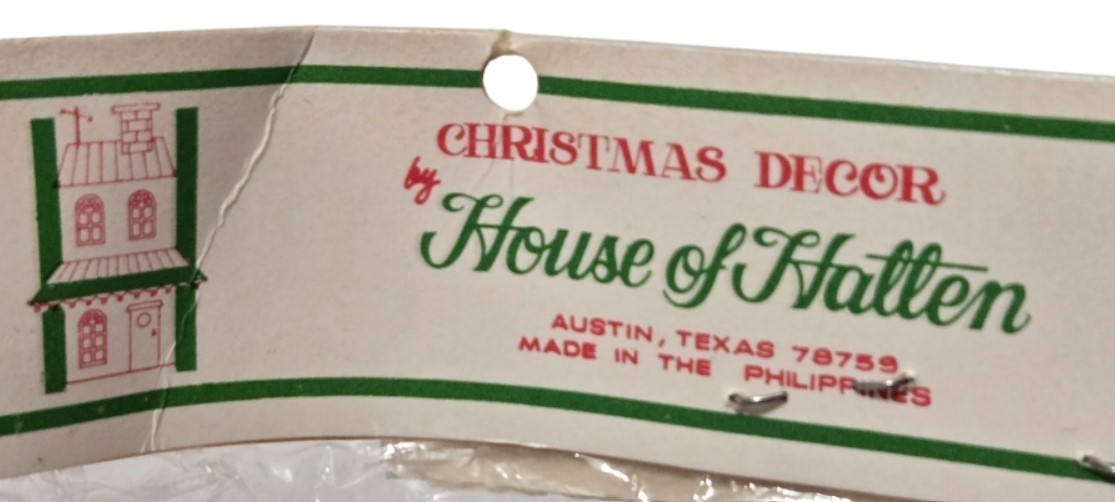 CHRISTMAS DECOR
by
House of Hatten
AUSTIN, TEXAS 78759
MADE IN THE PHILIPPINES